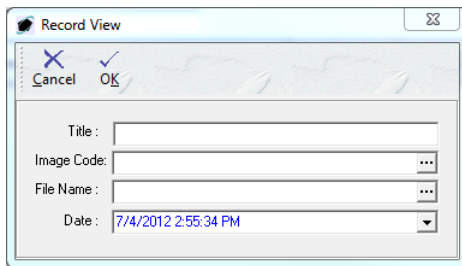 Record View
Cancel OK
Title :
Image Code: ...
File Name : ...
Date : 7/4/2012 2:55:34 PM